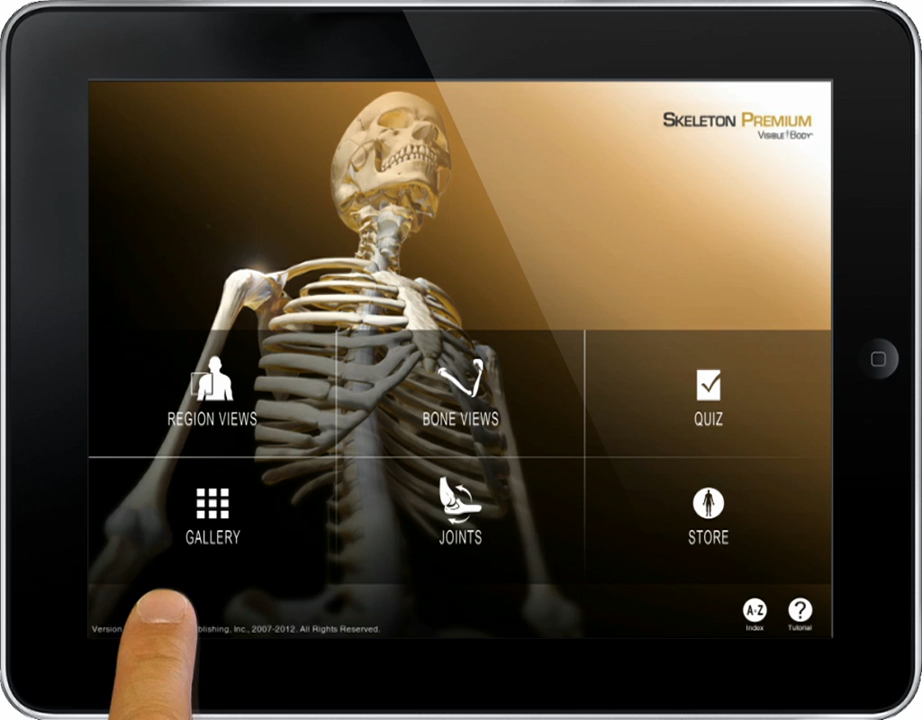 SKELETON PREMIUM
VISIBLE BODY
REGION VIEWS
BONE VIEWS
QUIZ
GALLERY
JOINTS
STORE
A-Z
?
Index
Tutorial
Version blishing, Inc., 2007-2012. All Rights Reserved.